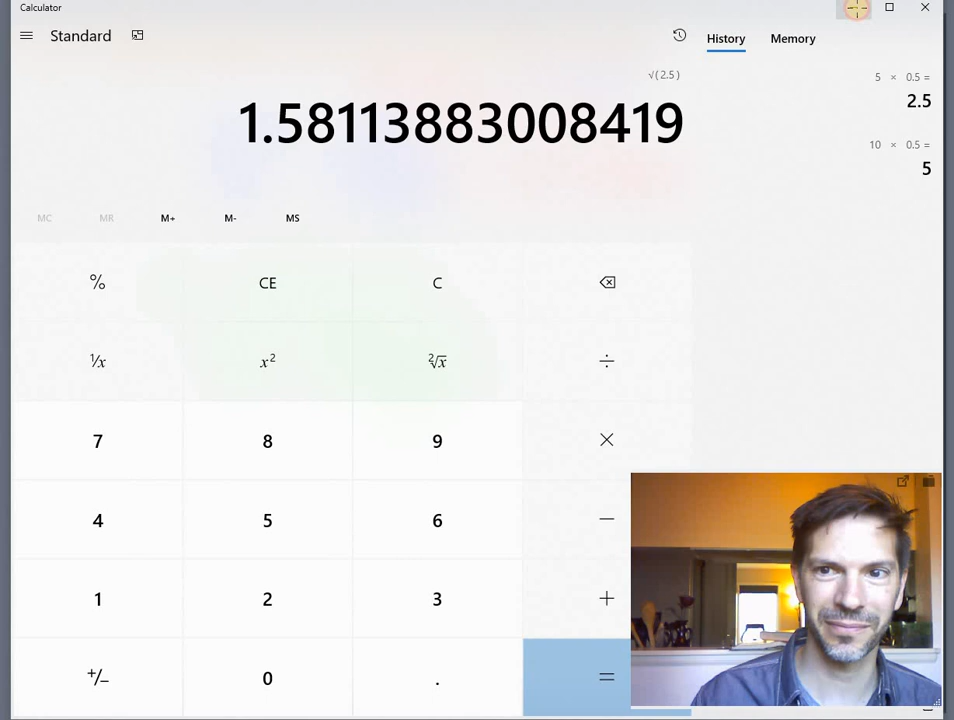 Calculator
Standard
History
Memory
√( 2.5 )
1.58113883008419
5 × 0.5 =
2.5
10 × 0.5 =
5
MC MR M+ M- MS
% CE C
¹⁄x x² ²√x ÷
7 8 9 ×
4 5 6 −
1 2 3 +
+/− 0 . =